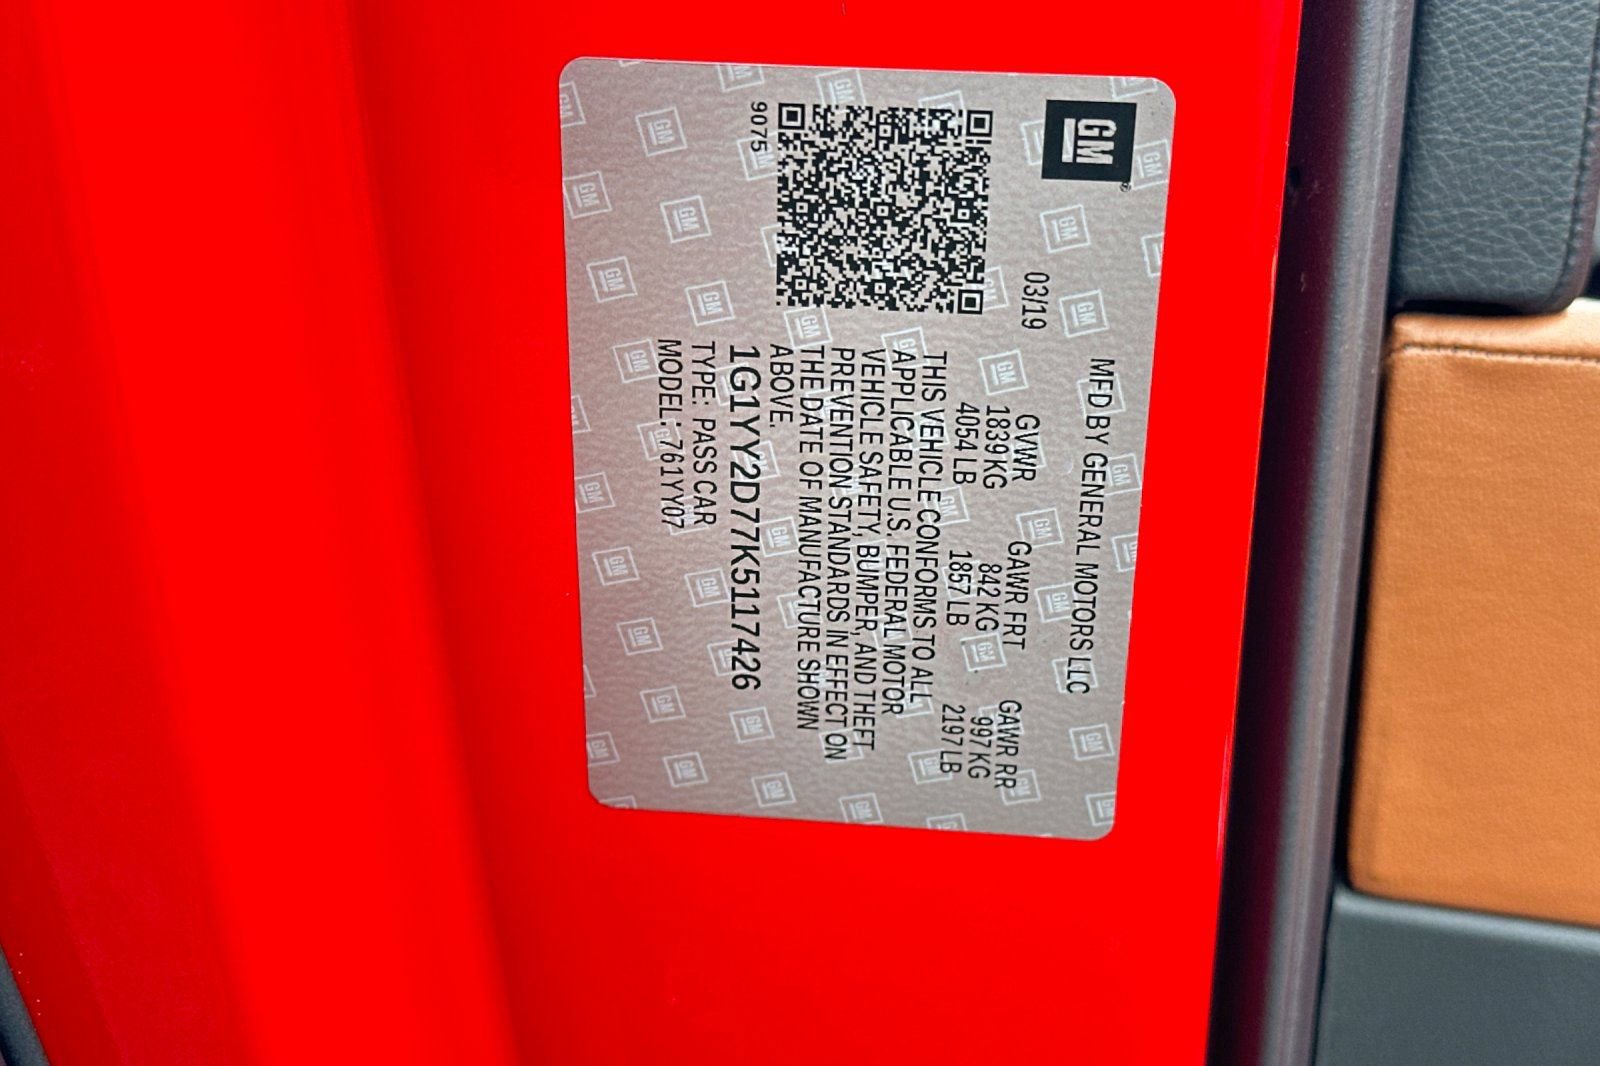 GM
MFD BY GENERAL MOTORS LLC
03/19
GVWR GAWR FRT GAWR RR
1839 KG 842 KG 997 KG
4054 LB 1857 LB 2197 LB
THIS VEHICLE CONFORMS TO ALL
APPLICABLE U.S. FEDERAL MOTOR
VEHICLE SAFETY, BUMPER, AND THEFT
PREVENTION STANDARDS IN EFFECT ON
THE DATE OF MANUFACTURE SHOWN
ABOVE.
9075
1G1YY2D77K5117426
TYPE: PASS CAR
MODEL: 761YY07